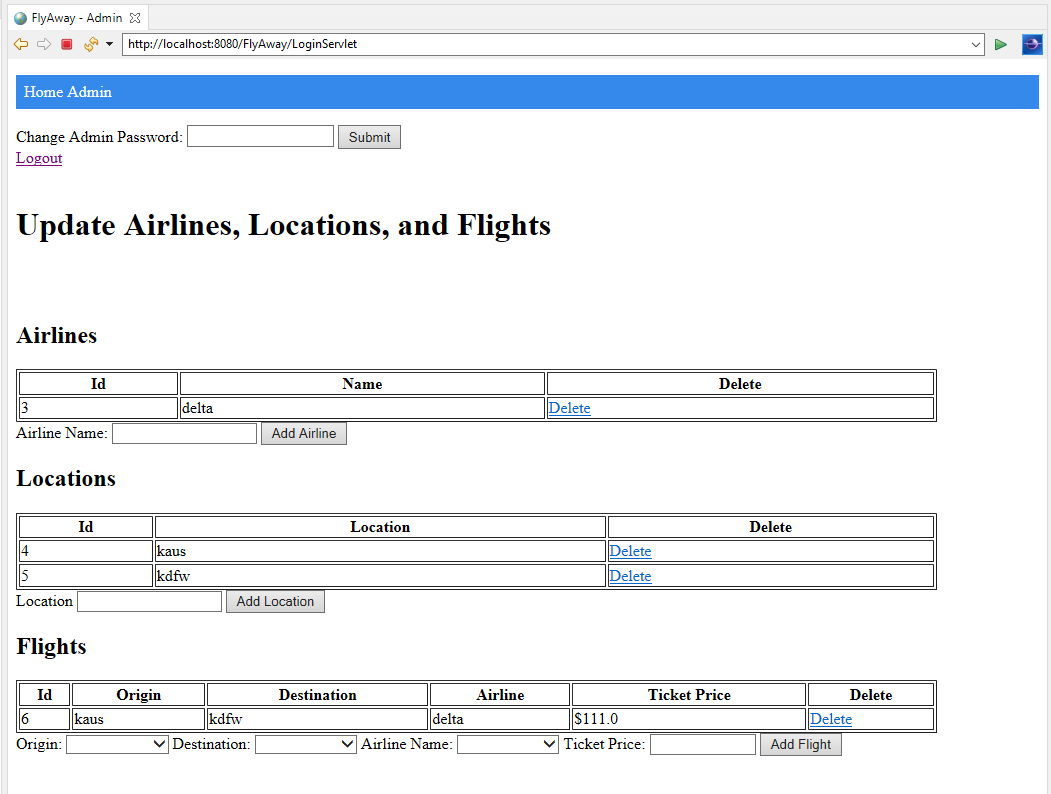 FlyAway - Admin
http://localhost:8080/FlyAway/LoginServlet
Home Admin
Change Admin Password: Submit
Logout
Update Airlines, Locations, and Flights
Airlines
Id Name Delete
3 delta Delete
Airline Name: Add Airline
Locations
Id Location Delete
4 kaus Delete
5 kdfw Delete
Location Add Location
Flights
Id Origin Destination Airline Ticket Price Delete
6 kaus kdfw delta $111.0 Delete
Origin: Destination: Airline Name: Ticket Price: Add Flight